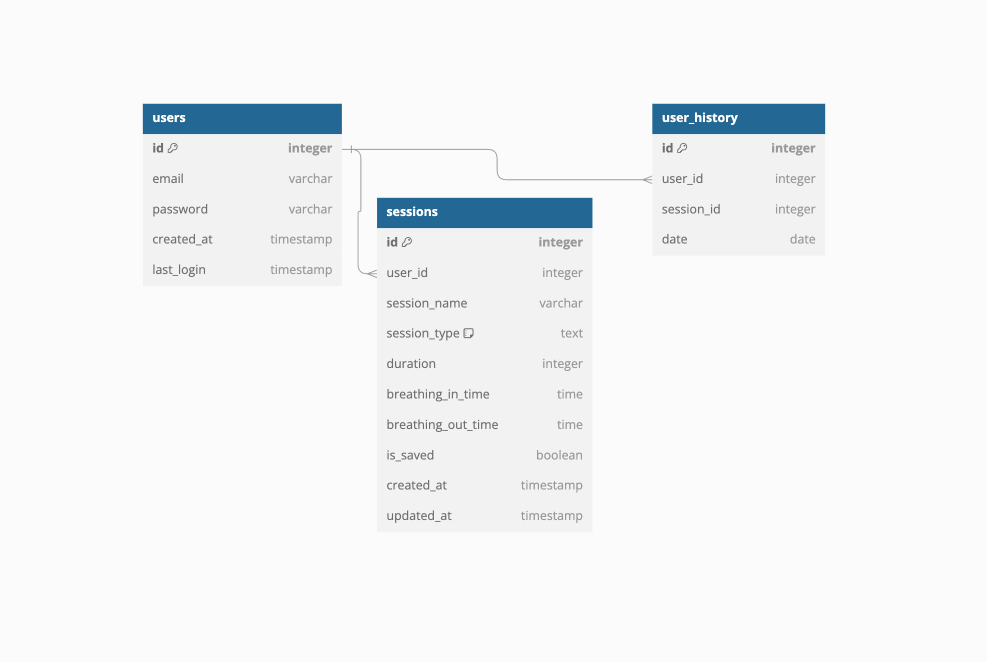 users
id integer
email varchar
password varchar
created_at timestamp
last_login timestamp
sessions
id integer
user_id integer
session_name varchar
session_type text
duration integer
breathing_in_time time
breathing_out_time time
is_saved boolean
created_at timestamp
updated_at timestamp
user_history
id integer
user_id integer
session_id integer
date date